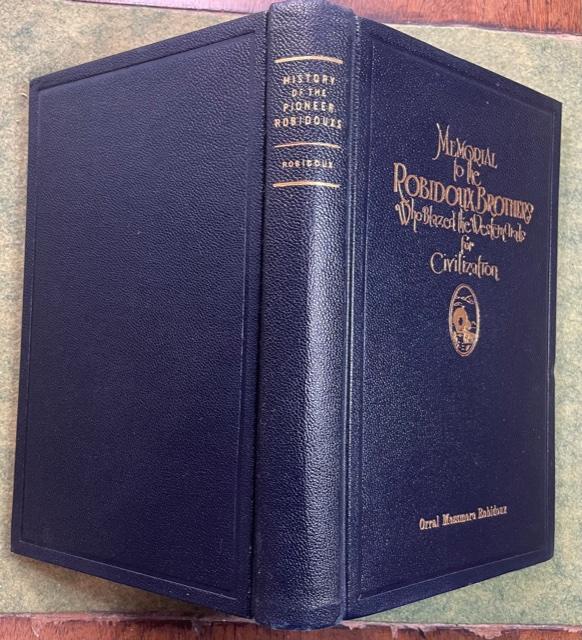 HISTORY
OF THE
PIONEER
ROBIDOUXS
ROBIDOUX
MEMORIAL
to the
ROBIDOUX BROTHERS
Who Blazed the Western Trails
for
Civilization
Orral Messmore Robidoux